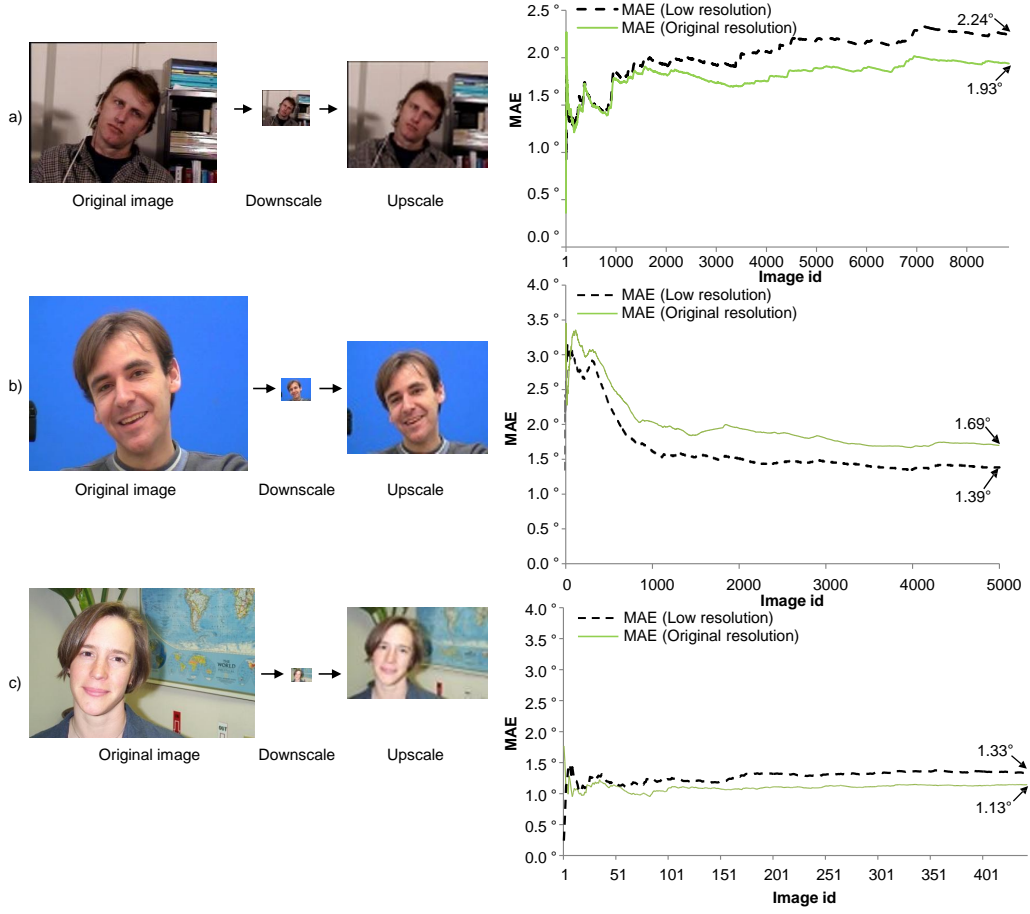 a)
Original image
Downscale
Upscale
MAE (Low resolution)
MAE (Original resolution)
2.24°
1.93°
MAE
2.5 °
2.0 °
1.5 °
1.0 °
0.5 °
0.0 °
1 1000 2000 3000 4000 5000 6000 7000 8000
Image id
b)
Original image
Downscale
Upscale
MAE (Low resolution)
MAE (Original resolution)
1.69°
1.39°
MAE
4.0 °
3.5 °
3.0 °
2.5 °
2.0 °
1.5 °
1.0 °
0.5 °
0.0 °
0 1000 2000 3000 4000 5000
Image id
c)
THE WORLD
Original image
Downscale
Upscale
MAE (Low resolution)
MAE (Original resolution)
1.33°
1.13°
MAE
4.0 °
3.5 °
3.0 °
2.5 °
2.0 °
1.5 °
1.0 °
0.5 °
0.0 °
1 51 101 151 201 251 301 351 401
Image id